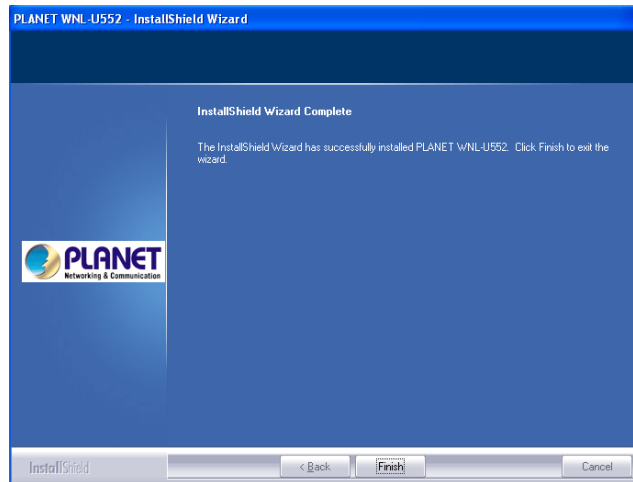 PLANET WNL-U552 - InstallShield Wizard
InstallShield Wizard Complete
The InstallShield Wizard has successfully installed PLANET WNL-U552. Click Finish to exit the
wizard.
PLANET
Networking & Communication
InstallShield
< Back
Finish
Cancel